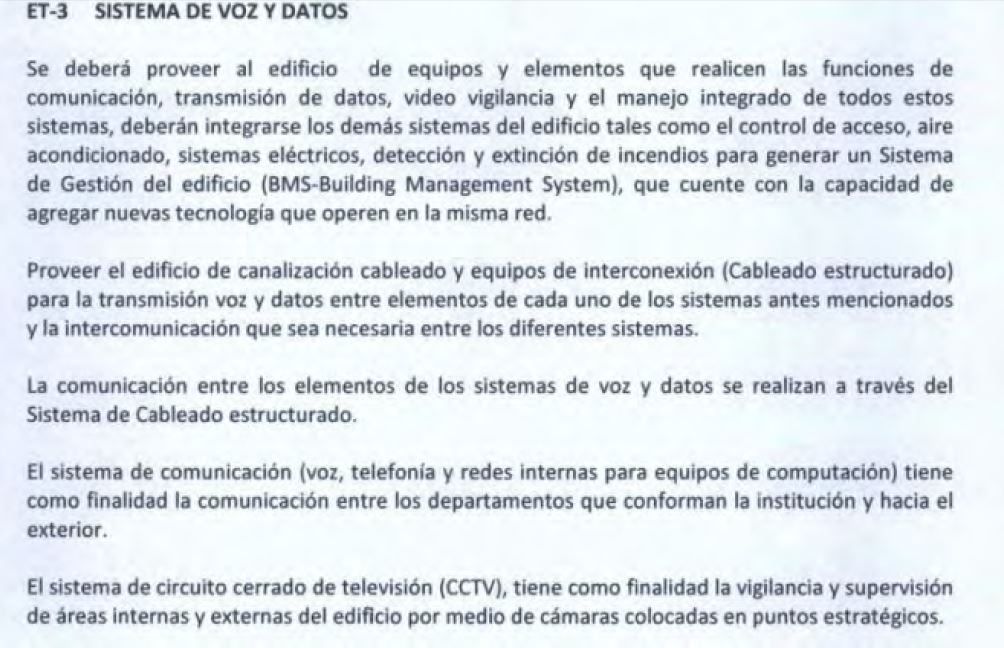 ET-3 SISTEMA DE VOZ Y DATOS
Se deberá proveer al edificio de equipos y elementos que realicen las funciones de
comunicación, transmisión de datos, video vigilancia y el manejo integrado de todos estos
sistemas, deberán integrarse los demás sistemas del edificio tales como el control de acceso, aire
acondicionado, sistemas eléctricos, detección y extinción de incendios para generar un Sistema
de Gestión del edificio (BMS-Building Management System), que cuente con la capacidad de
agregar nuevas tecnología que operen en la misma red.
Proveer el edificio de canalización cableado y equipos de interconexión (Cableado estructurado)
para la transmisión voz y datos entre elementos de cada uno de los sistemas antes mencionados
y la intercomunicación que sea necesaria entre los diferentes sistemas.
La comunicación entre los elementos de los sistemas de voz y datos se realizan a través del
Sistema de Cableado estructurado.
El sistema de comunicación (voz, telefonía y redes internas para equipos de computación) tiene
como finalidad la comunicación entre los departamentos que conforman la institución y hacia el
exterior.
El sistema de circuito cerrado de televisión (CCTV), tiene como finalidad la vigilancia y supervisión
de áreas internas y externas del edificio por medio de cámaras colocadas en puntos estratégicos.